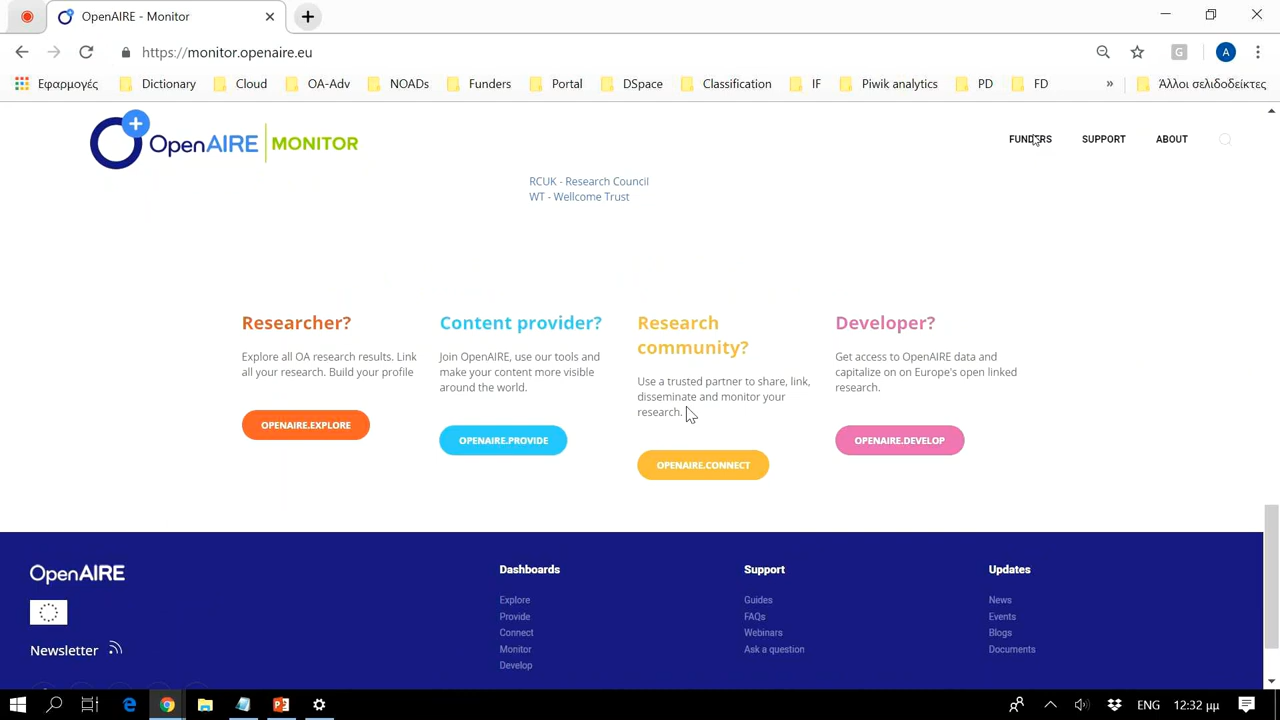 OpenAIRE - Monitor
https://monitor.openaire.eu
G
A
Εφαρμογές
Dictionary
Cloud
OA-Adv
NOADs
Funders
Portal
DSpace
Classification
IF
Piwik analytics
PD
FD
»
Άλλοι σελιδοδείκτες
OpenAIRE | MONITOR
FUNDERS
SUPPORT
ABOUT
RCUK - Research Council
WT - Wellcome Trust
Researcher?
Explore all OA research results. Link
all your research. Build your profile
OPENAIRE.EXPLORE
Content provider?
Join OpenAIRE, use our tools and
make your content more visible
around the world.
OPENAIRE.PROVIDE
Research
community?
Use a trusted partner to share, link,
disseminate and monitor your
research.
OPENAIRE.CONNECT
Developer?
Get access to OpenAIRE data and
capitalize on on Europe's open linked
research.
OPENAIRE.DEVELOP
OpenAIRE
Newsletter
Dashboards
Explore
Provide
Connect
Monitor
Develop
Support
Guides
FAQs
Webinars
Ask a question
Updates
News
Events
Blogs
Documents
ENG
12:32 μμ